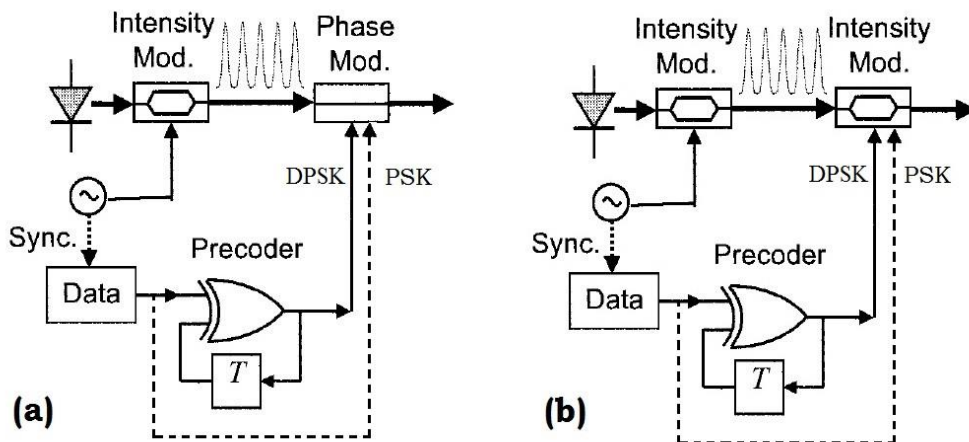 Intensity
Mod.
Phase
Mod.
DPSK
PSK
Sync.
Precoder
Data
T
(a)
Intensity
Mod.
Intensity
Mod.
DPSK
PSK
Sync.
Precoder
Data
T
(b)